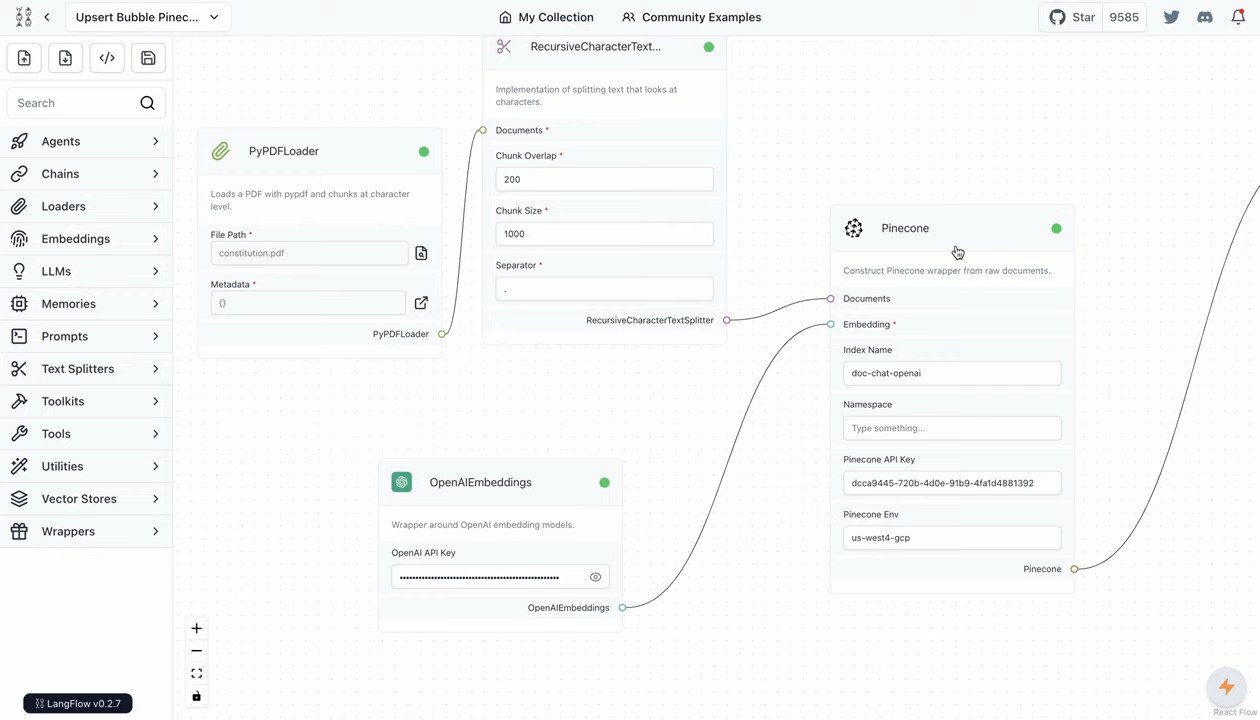 Upsert Bubble Pinec...
My Collection
Community Examples
Star
9585
Search
Agents
Chains
Loaders
Embeddings
LLMs
Memories
Prompts
Text Splitters
Toolkits
Tools
Utilities
Vector Stores
Wrappers
LangFlow v0.2.7
PyPDFLoader
Loads a PDF with pypdf and chunks at character
level.
File Path *
constitution.pdf
Metadata *
{}
PyPDFLoader
RecursiveCharacterText...
Implementation of splitting text that looks at
characters.
Documents *
Chunk Overlap *
200
Chunk Size *
1000
Separator *
.
RecursiveCharacterTextSplitter
OpenAIEmbeddings
Wrapper around OpenAI embedding models.
OpenAI API Key
••••••••••••••••••••••••••••••••••••••••••••••••••• 
OpenAIEmbeddings
Pinecone
Construct Pinecone wrapper from raw documents.
Documents
Embedding *
Index Name
doc-chat-openai
Namespace
Type something...
Pinecone API Key
dcca9445-720b-4d0e-91b9-4fa1d4881392
Pinecone Env
us-west4-gcp
Pinecone
React Flow